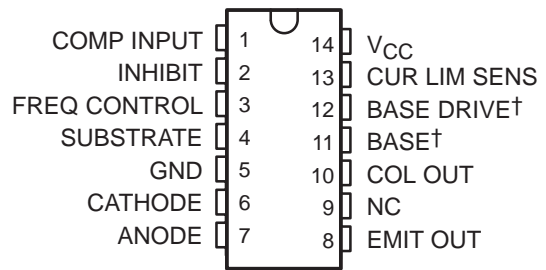 COMP INPUT 1 14 VCC
INHIBIT 2 13 CUR LIM SENS
FREQ CONTROL 3 12 BASE DRIVE†
SUBSTRATE 4 11 BASE†
GND 5 10 COL OUT
CATHODE 6 9 NC
ANODE 7 8 EMIT OUT